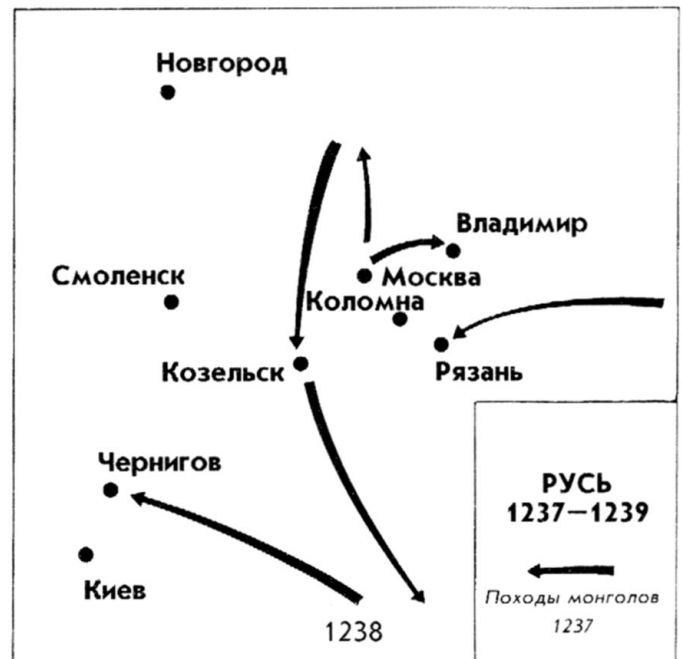 Новгород
Владимир
Смоленск
Москва
Коломна
Козельск
Рязань
Чернигов
РУСЬ
1237—1239
Киев
Походы монголов
1237
1238